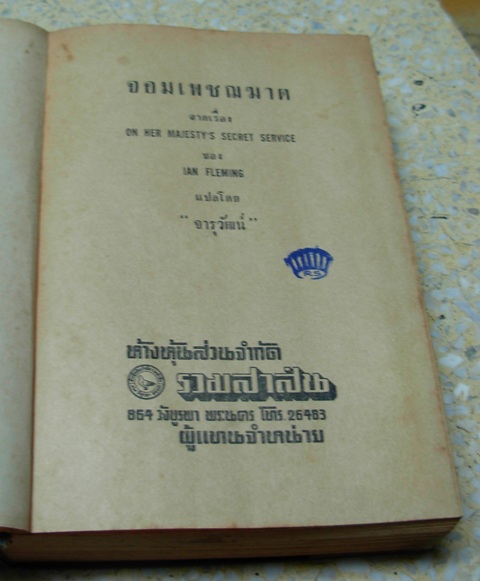 จอมเพชฌฆาต
จากเรื่อง
ON HER MAJESTY'S SECRET SERVICE
ของ
IAN FLEMING
แปลโดย
"จารุวัฒน์"
R.S.
ห้างหุ้นส่วนจำกัด
รวมสาส์น
864 วังบูรพา พระนคร โทร. 26483
ผู้แทนจำหน่าย